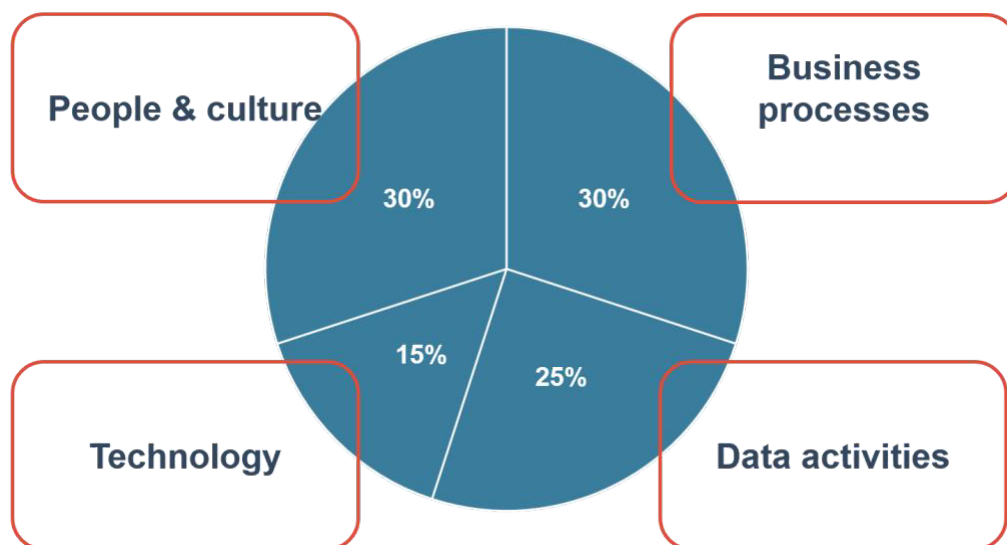 People & culture
Business
processes
30%
30%
15%
25%
Technology
Data activities